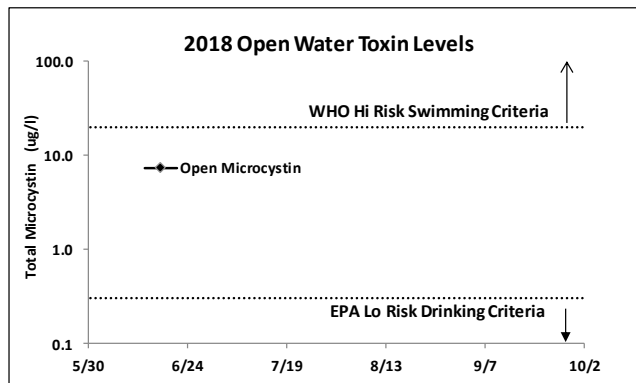 2018 Open Water Toxin Levels
100.0
WHO Hi Risk Swimming Criteria
10.0
Open Microcystin
Total Microcystin (ug/l)
1.0
EPA Lo Risk Drinking Criteria
0.1
5/30 6/24 7/19 8/13 9/7 10/2